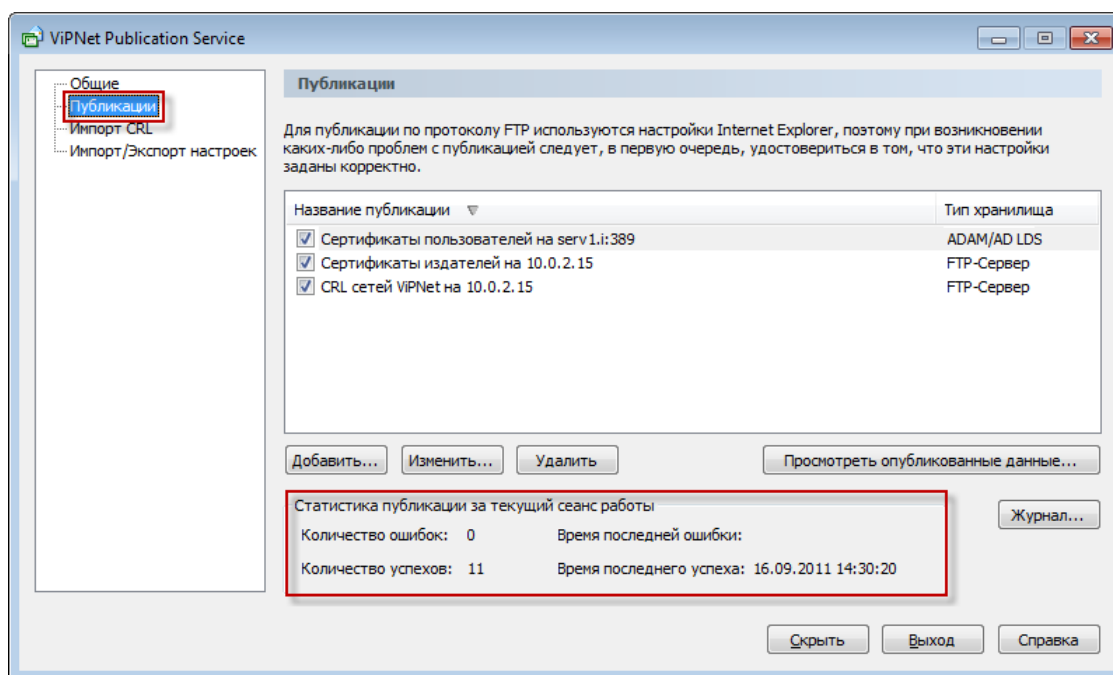 ViPNet Publication Service
Общие
Публикации
Импорт CRL
Импорт/Экспорт настроек
Публикации
Для публикации по протоколу FTP используются настройки Internet Explorer, поэтому при возникновении
каких-либо проблем с публикацией следует, в первую очередь, удостовериться в том, что эти настройки
заданы корректно.
Название публикации Тип хранилища
Сертификаты пользователей на serv1.i:389 ADAM/AD LDS
Сертификаты издателей на 10.0.2.15 FTP-Сервер
CRL сетей ViPNet на 10.0.2.15 FTP-Сервер
Добавить... Изменить... Удалить Просмотреть опубликованные данные...
Статистика публикации за текущий сеанс работы
Журнал...
Количество ошибок: 0 Время последней ошибки:
Количество успехов: 11 Время последнего успеха: 16.09.2011 14:30:20
Скрыть Выход Справка